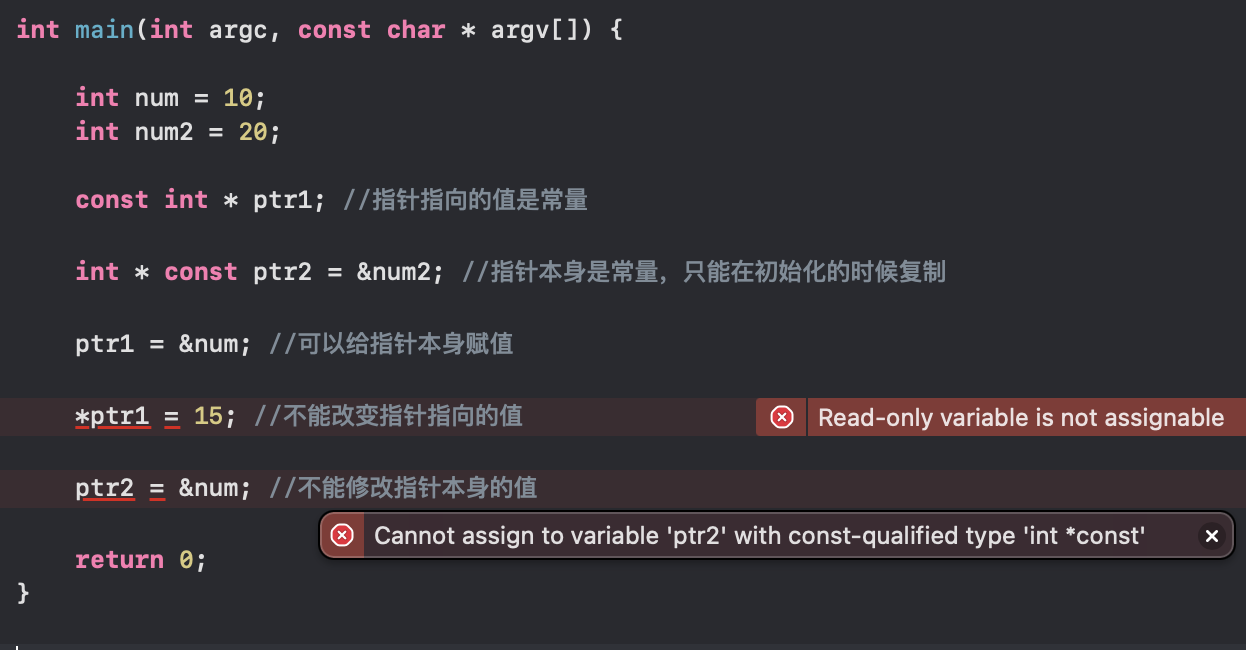 int main(int argc, const char * argv[]) {
int num = 10;
int num2 = 20;
const int * ptr1; //指针指向的值是常量
int * const ptr2 = &num2; //指针本身是常量，只能在初始化的时候复制
ptr1 = &num; //可以给指针本身赋值
*ptr1 = 15; //不能改变指针指向的值 Read-only variable is not assignable
ptr2 = &num; //不能修改指针本身的值
Cannot assign to variable 'ptr2' with const-qualified type 'int *const'
return 0;
}